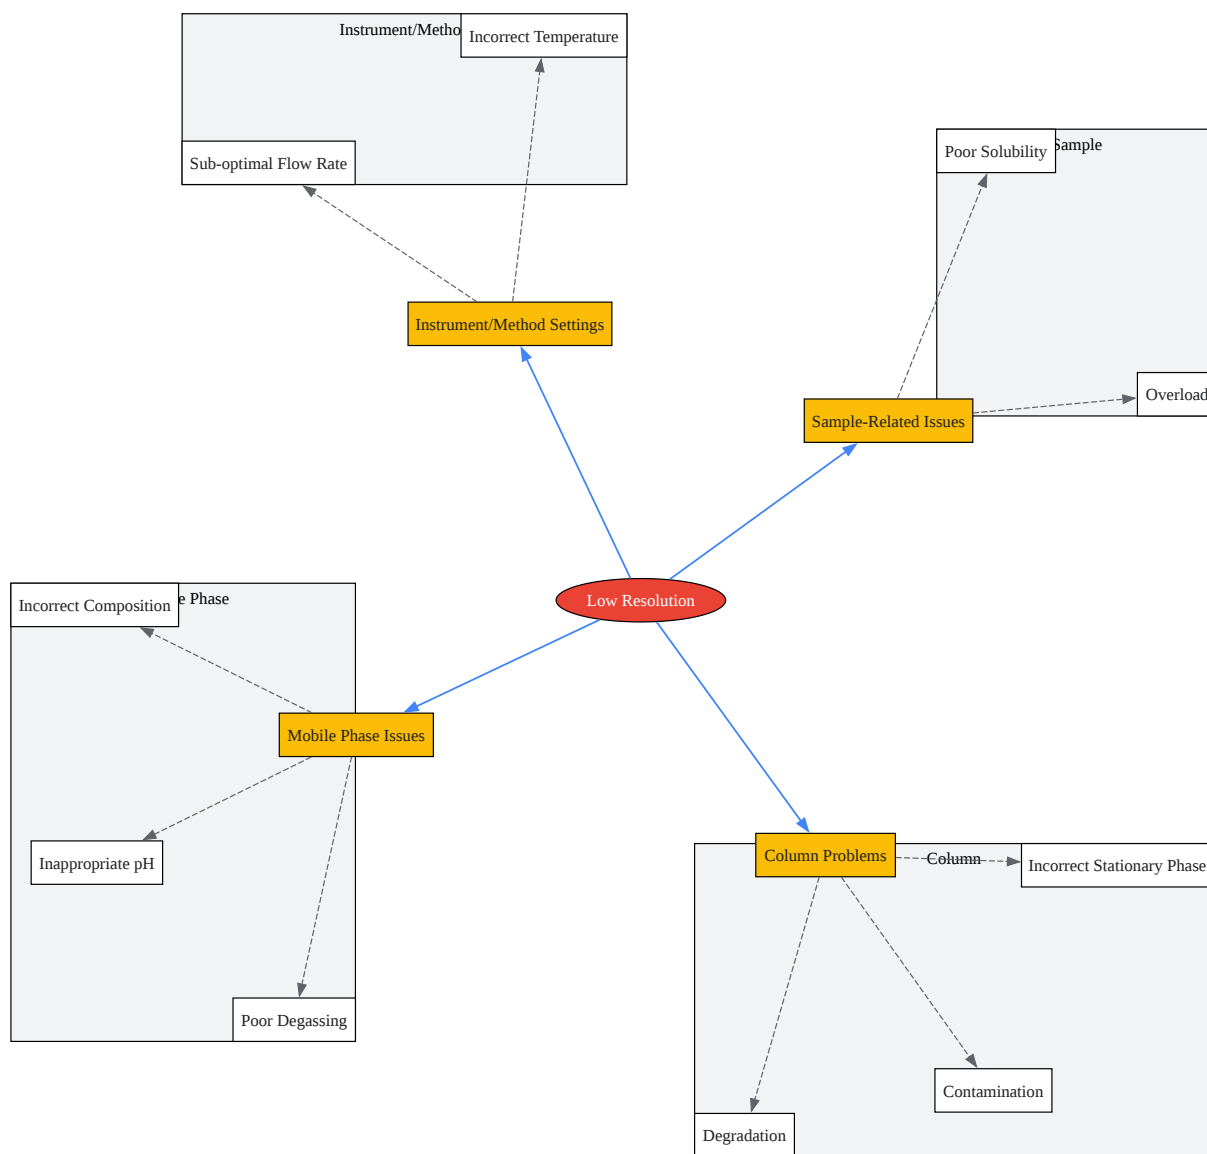 Instrument/Metho
Incorrect Temperature
Sub-optimal Flow Rate
Poor Solubility
Sample
Instrument/Method Settings
Overload
Sample-Related Issues
Low Resolution
Incorrect Composition
e Phase
Mobile Phase Issues
Inappropriate pH
Column Problems
Column
Incorrect Stationary Phase
Poor Degassing
Contamination
Degradation